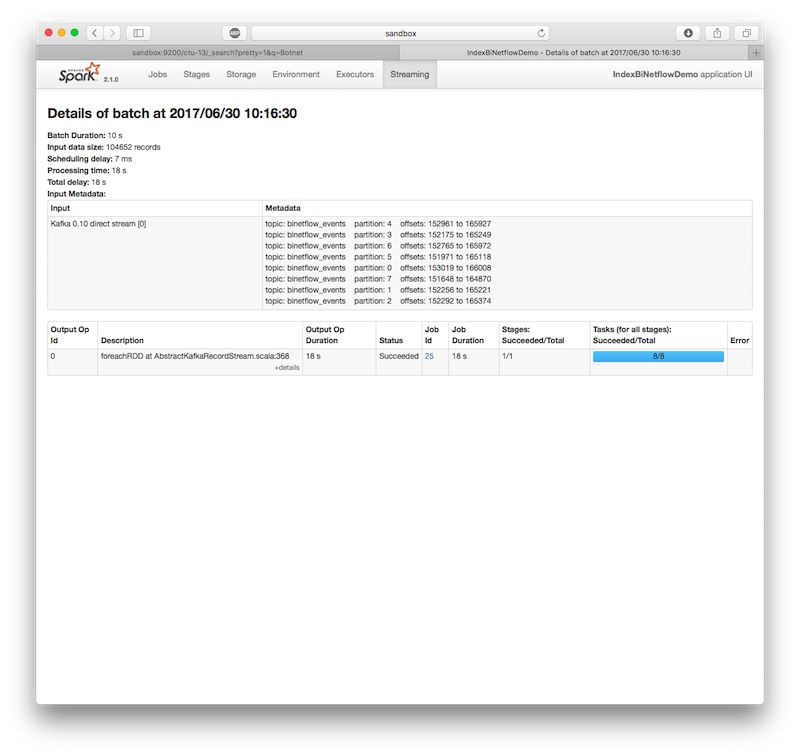 sandbox
sandbox:9200/ctu-13/_search?pretty=1&q=Botnet
IndexBiNetflowDemo - Details of batch at 2017/06/30 10:16:30
ABP
APACHE
Spark 2.1.0
Jobs Stages Storage Environment Executors Streaming
IndexBiNetflowDemo application UI
Details of batch at 2017/06/30 10:16:30
Batch Duration: 10 s
Input data size: 104652 records
Scheduling delay: 7 ms
Processing time: 18 s
Total delay: 18 s
Input Metadata:
Input Metadata
Kafka 0.10 direct stream [0]
topic: binetflow_events partition: 4 offsets: 152961 to 165927
topic: binetflow_events partition: 3 offsets: 152175 to 165249
topic: binetflow_events partition: 6 offsets: 152765 to 165972
topic: binetflow_events partition: 5 offsets: 151971 to 165118
topic: binetflow_events partition: 0 offsets: 153019 to 166008
topic: binetflow_events partition: 7 offsets: 151648 to 164870
topic: binetflow_events partition: 1 offsets: 152256 to 165221
topic: binetflow_events partition: 2 offsets: 152292 to 165374
Output Op Id Description Output Op Duration Status Job Id Job Duration Stages: Succeeded/Total Tasks (for all stages): Succeeded/Total Error
0 foreachRDD at AbstractKafkaRecordStream.scala:368 18 s Succeeded 25 18 s 1/1 8/8
+details